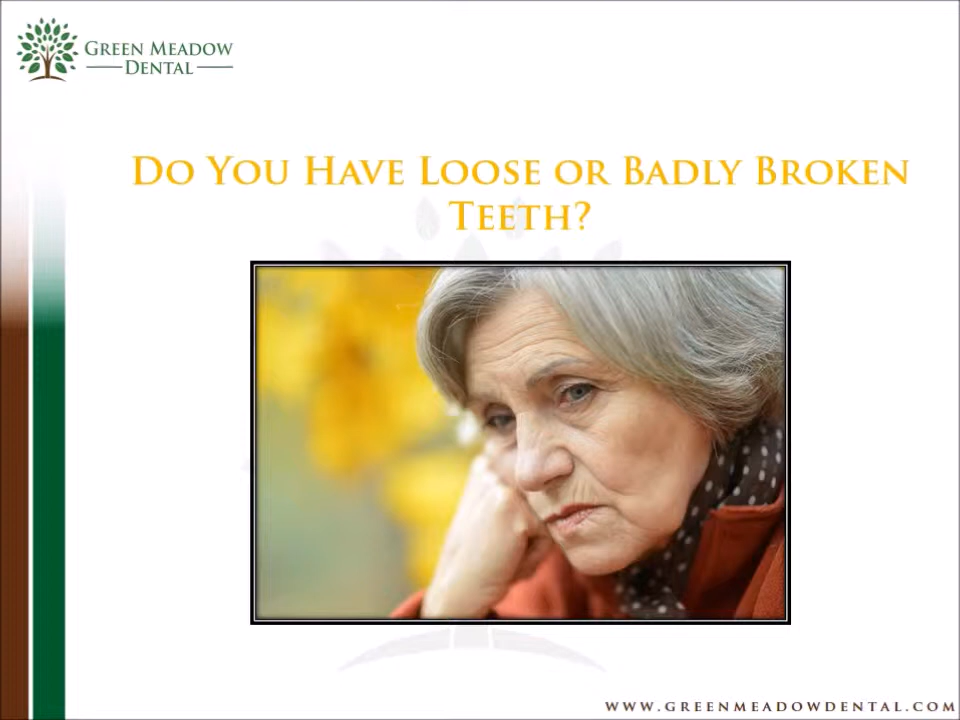 Green Meadow
Dental
Do You Have Loose or Badly Broken
Teeth?
www.greenmeadowdental.com